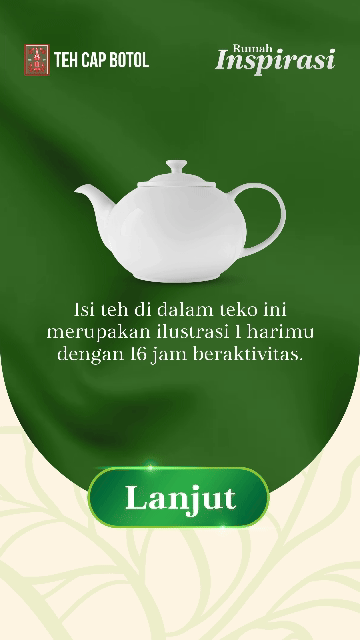 TEH CAP BOTOL
Rumah
Inspirasi
Isi teh di dalam teko ini
merupakan ilustrasi 1 harimu
dengan 16 jam beraktivitas.
Lanjut